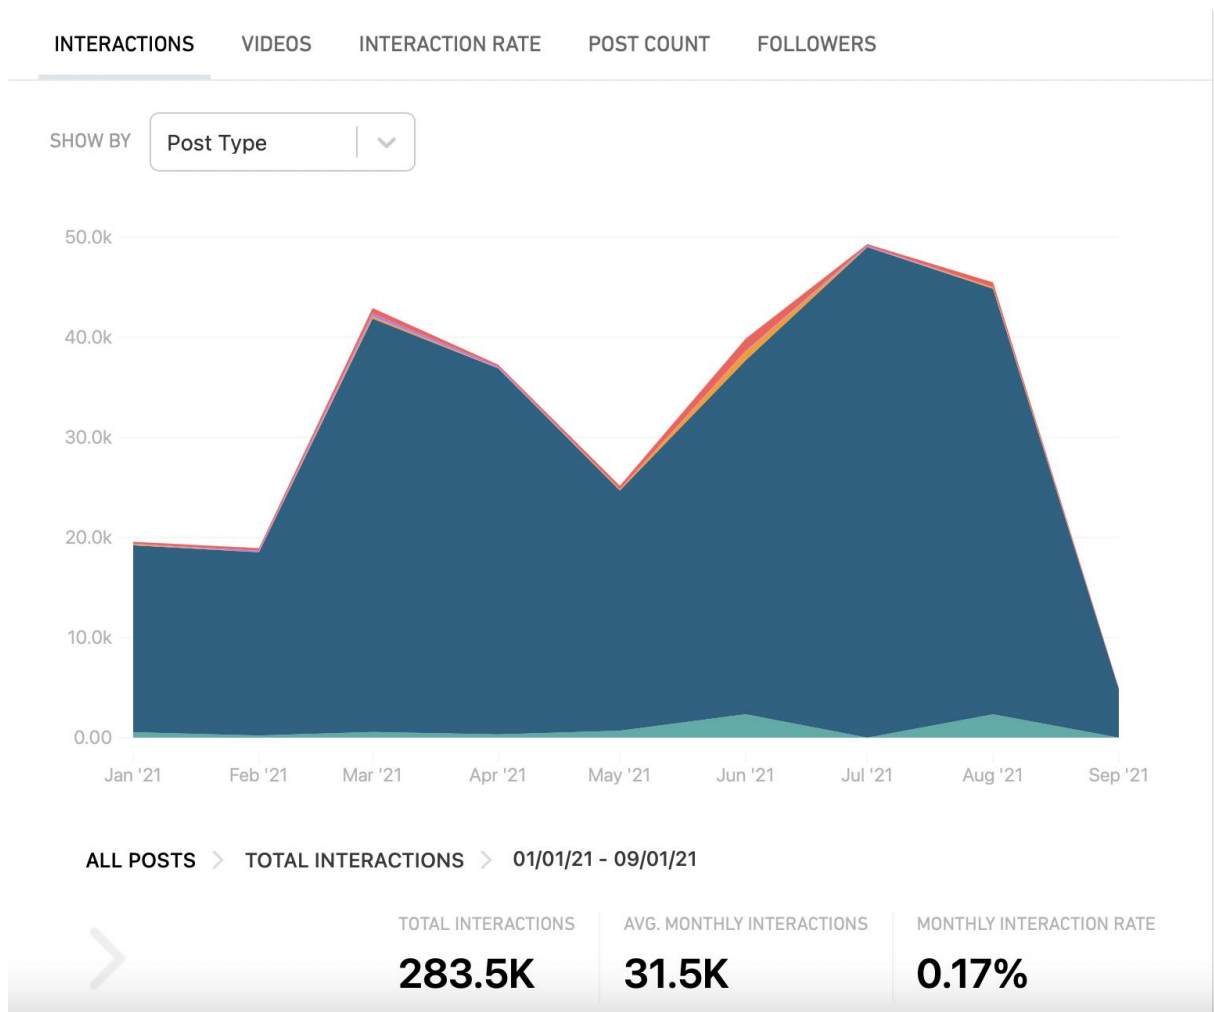 INTERACTIONS VIDEOS INTERACTION RATE POST COUNT FOLLOWERS
SHOW BY Post Type
50.0k
40.0k
30.0k
20.0k
10.0k
0.00
Jan '21 Feb '21 Mar '21 Apr '21 May '21 Jun '21 Jul '21 Aug '21 Sep '21
ALL POSTS TOTAL INTERACTIONS 01/01/21 - 09/01/21
TOTAL INTERACTIONS AVG. MONTHLY INTERACTIONS MONTHLY INTERACTION RATE
283.5K 31.5K 0.17%